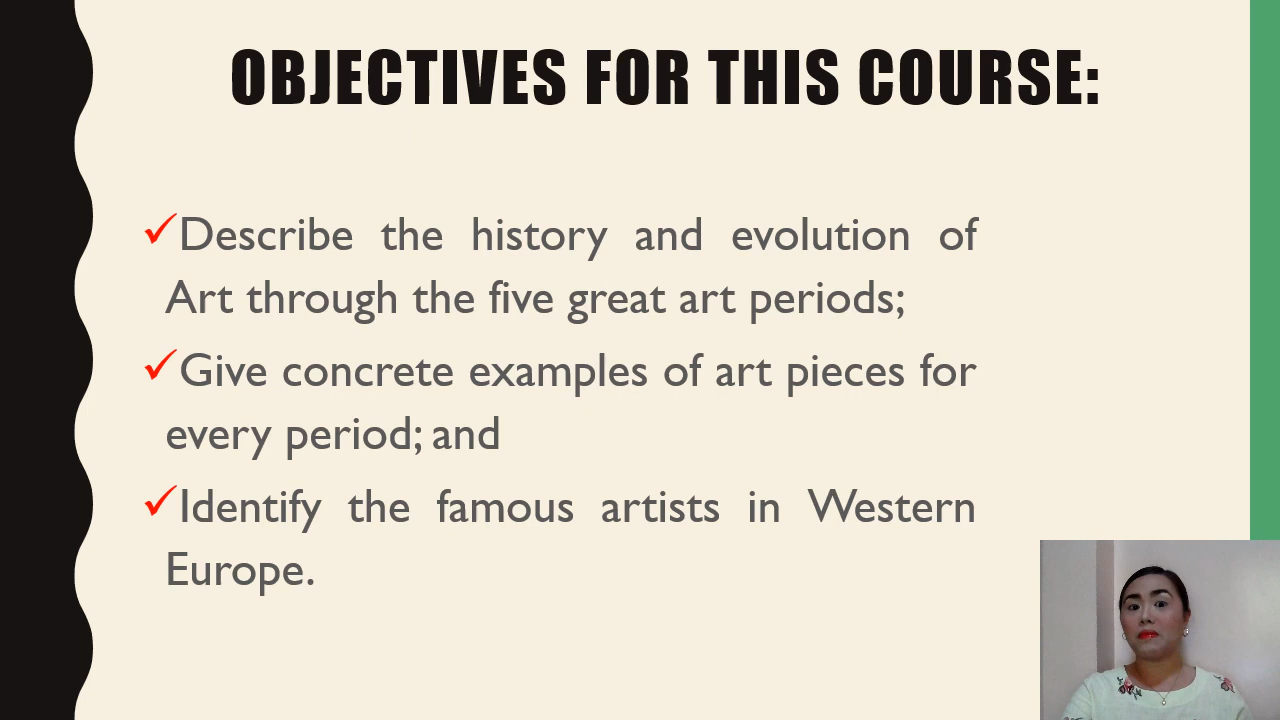 OBJECTIVES FOR THIS COURSE:
✓Describe the history and evolution of
Art through the five great art periods;
✓Give concrete examples of art pieces for
every period; and
✓Identify the famous artists in Western
Europe.